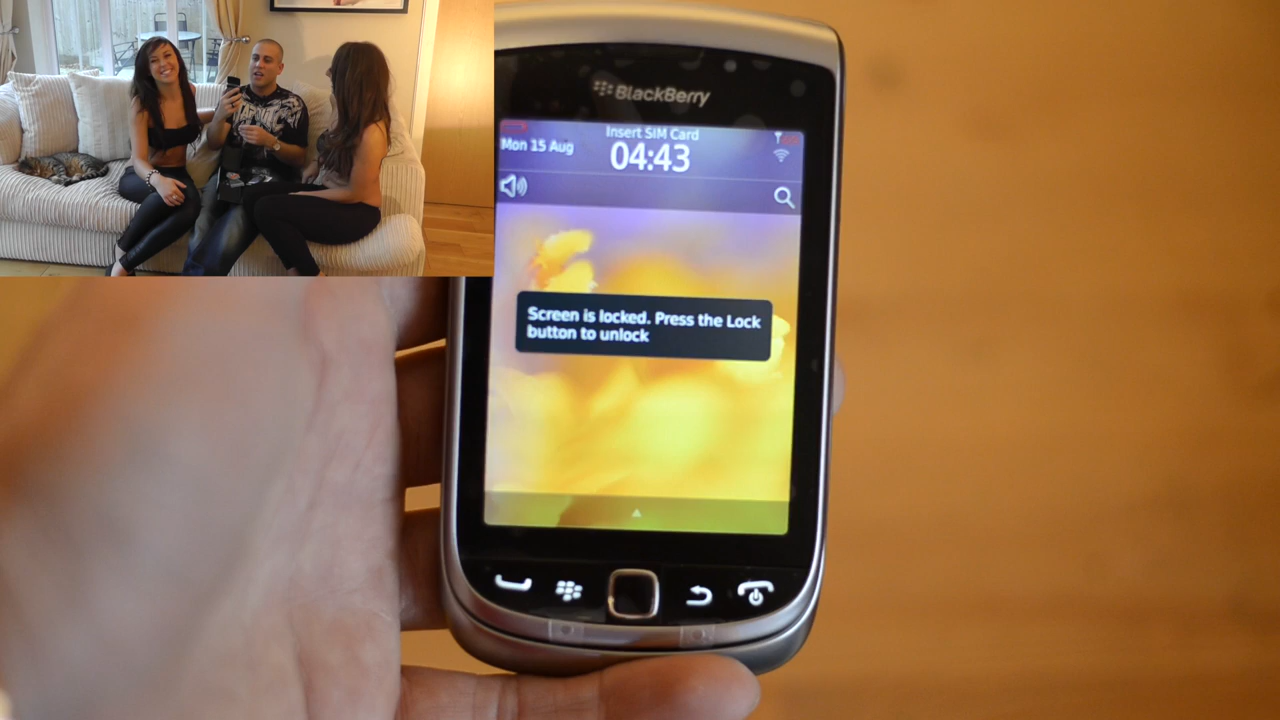 BlackBerry
Insert SIM Card
Mon 15 Aug
04:43
Screen is locked. Press the Lock
button to unlock